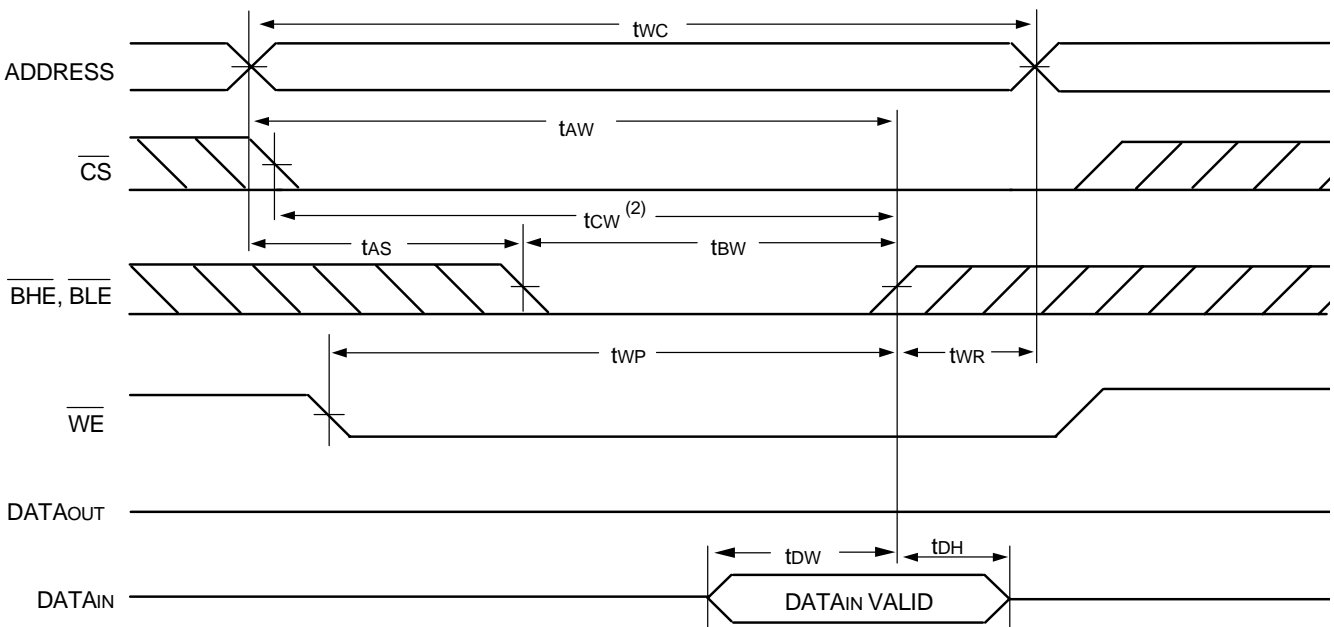 tWC
ADDRESS
tAW
CS
tCW (2)
tAS
tBW
BHE, BLE
tWP
tWR
WE
DATAOUT
tDW
tDH
DATAIN
DATAIN VALID